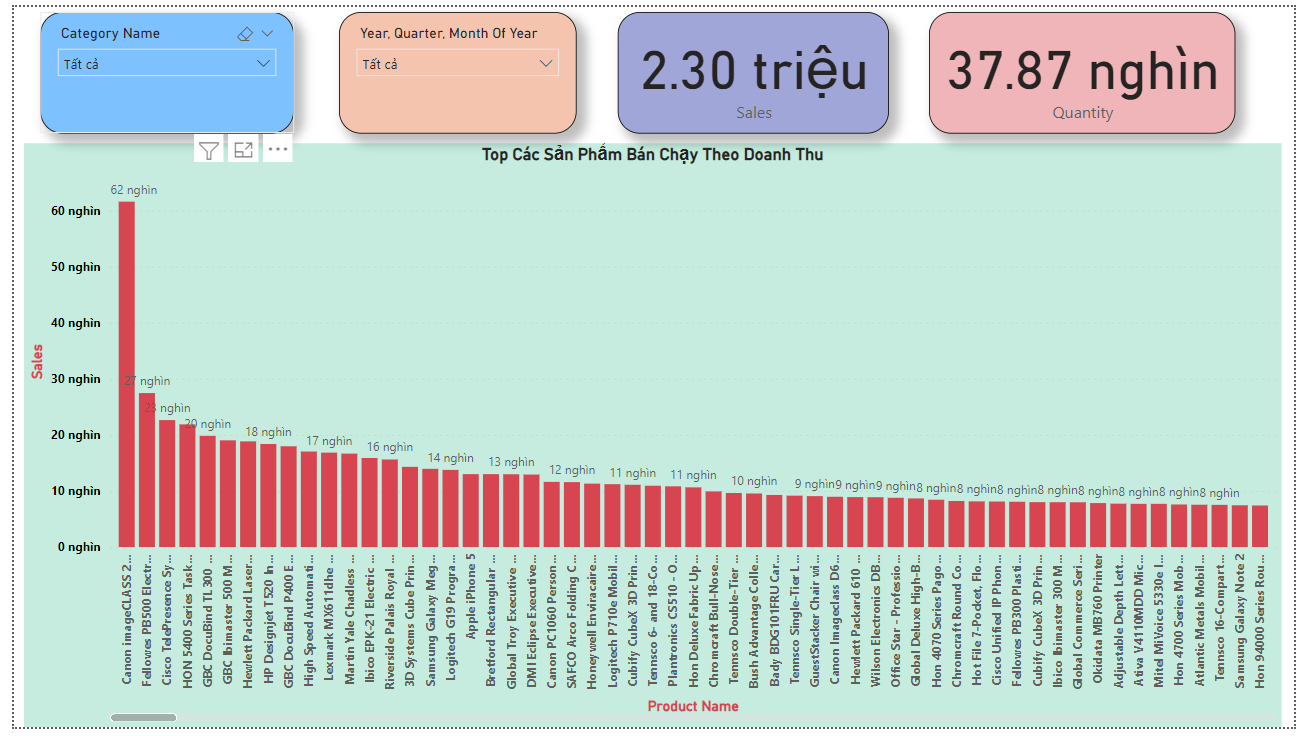 Category Name
Tất cả
Year, Quarter, Month Of Year
Tất cả
2.30 triệu
Sales
37.87 nghìn
Quantity
Top Các Sản Phẩm Bán Chạy Theo Doanh Thu
Sales
60 nghìn
50 nghìn
40 nghìn
30 nghìn
20 nghìn
10 nghìn
0 nghìn
62 nghìn
27 nghìn
23 nghìn
20 nghìn
18 nghìn
17 nghìn
16 nghìn
14 nghìn
13 nghìn
12 nghìn
11 nghìn
11 nghìn
10 nghìn
9 nghìn
9 nghìn
9 nghìn
8 nghìn
8 nghìn
8 nghìn
8 nghìn
8 nghìn
8 nghìn
8 nghìn
8 nghìn
Canon imageCLASS 2...
Fellowes PB500 Electr...
Cisco TelePresence Sy...
HON 5400 Series Task...
GBC DocuBind TL300 ...
GBC Ibimaster 500 M...
Hewlett Packard Laser...
HP Designjet T520 In...
GBC DocuBind P400 E...
High Speed Automati...
Lexmark MX611dhe ...
Martin Yale Chadless ...
Ibico EPK-21 Electric ...
Riverside Palais Royal ...
3D Systems Cube Prin...
Samsung Galaxy Meg...
Logitech G19 Progra...
Apple iPhone 5
Bretford Rectangular ...
Global Troy Executive ...
DMI Eclipse Executive...
Canon PC1060 Person...
SAFCO Arco Folding C...
Honeywell Enviracaire...
Logitech P710e Mobil...
Cubify CubeX 3D Prin...
Tennsco 6- and 18-Co...
Plantronics CS510 - O...
Hon Deluxe Fabric Up...
Chromcraft Bull-Nose...
Tennsco Double-Tier ...
Bush Advantage Colle...
Bady BDG101FRU Car...
Tennsco Single-Tier L...
GuestStacker Chair wi...
Canon Imageclass D6...
Hewlett Packard 610 ...
Wilson Electronics DB...
Office Star - Professio...
Global Deluxe High-B...
Hon 4070 Series Pago...
Chromcraft Round Co...
Hot File 7-Pocket, Flo...
Cisco Unified IP Phon...
Fellowes PB300 Plasti...
Cubify CubeX 3D Prin...
Ibico Ibimaster 300 M...
Global Commerce Seri...
Okidata MB760 Printer
Adjustable Depth Lett...
Ativa V4110MDD Mic...
Mitel MiVoice 5330e I...
Hon 4700 Series Mob...
Atlantic Metals Mobil...
Tennsco 16-Compart...
Samsung Galaxy Note 2
Hon 94000 Series Rou...
Product Name